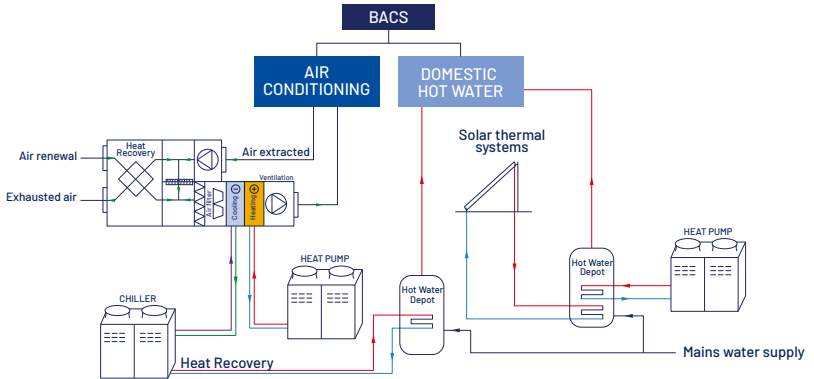 BACS
AIR
CONDITIONING
DOMESTIC
HOT WATER
Solar thermal
systems
Heat
Recovery
Air renewal
Air extracted
Exhausted air
Ventilation
Air filter
Cooling
Heating
HEAT PUMP
HEAT PUMP
Hot Water
Depot
Hot Water
Depot
CHILLER
Heat Recovery
Mains water supply